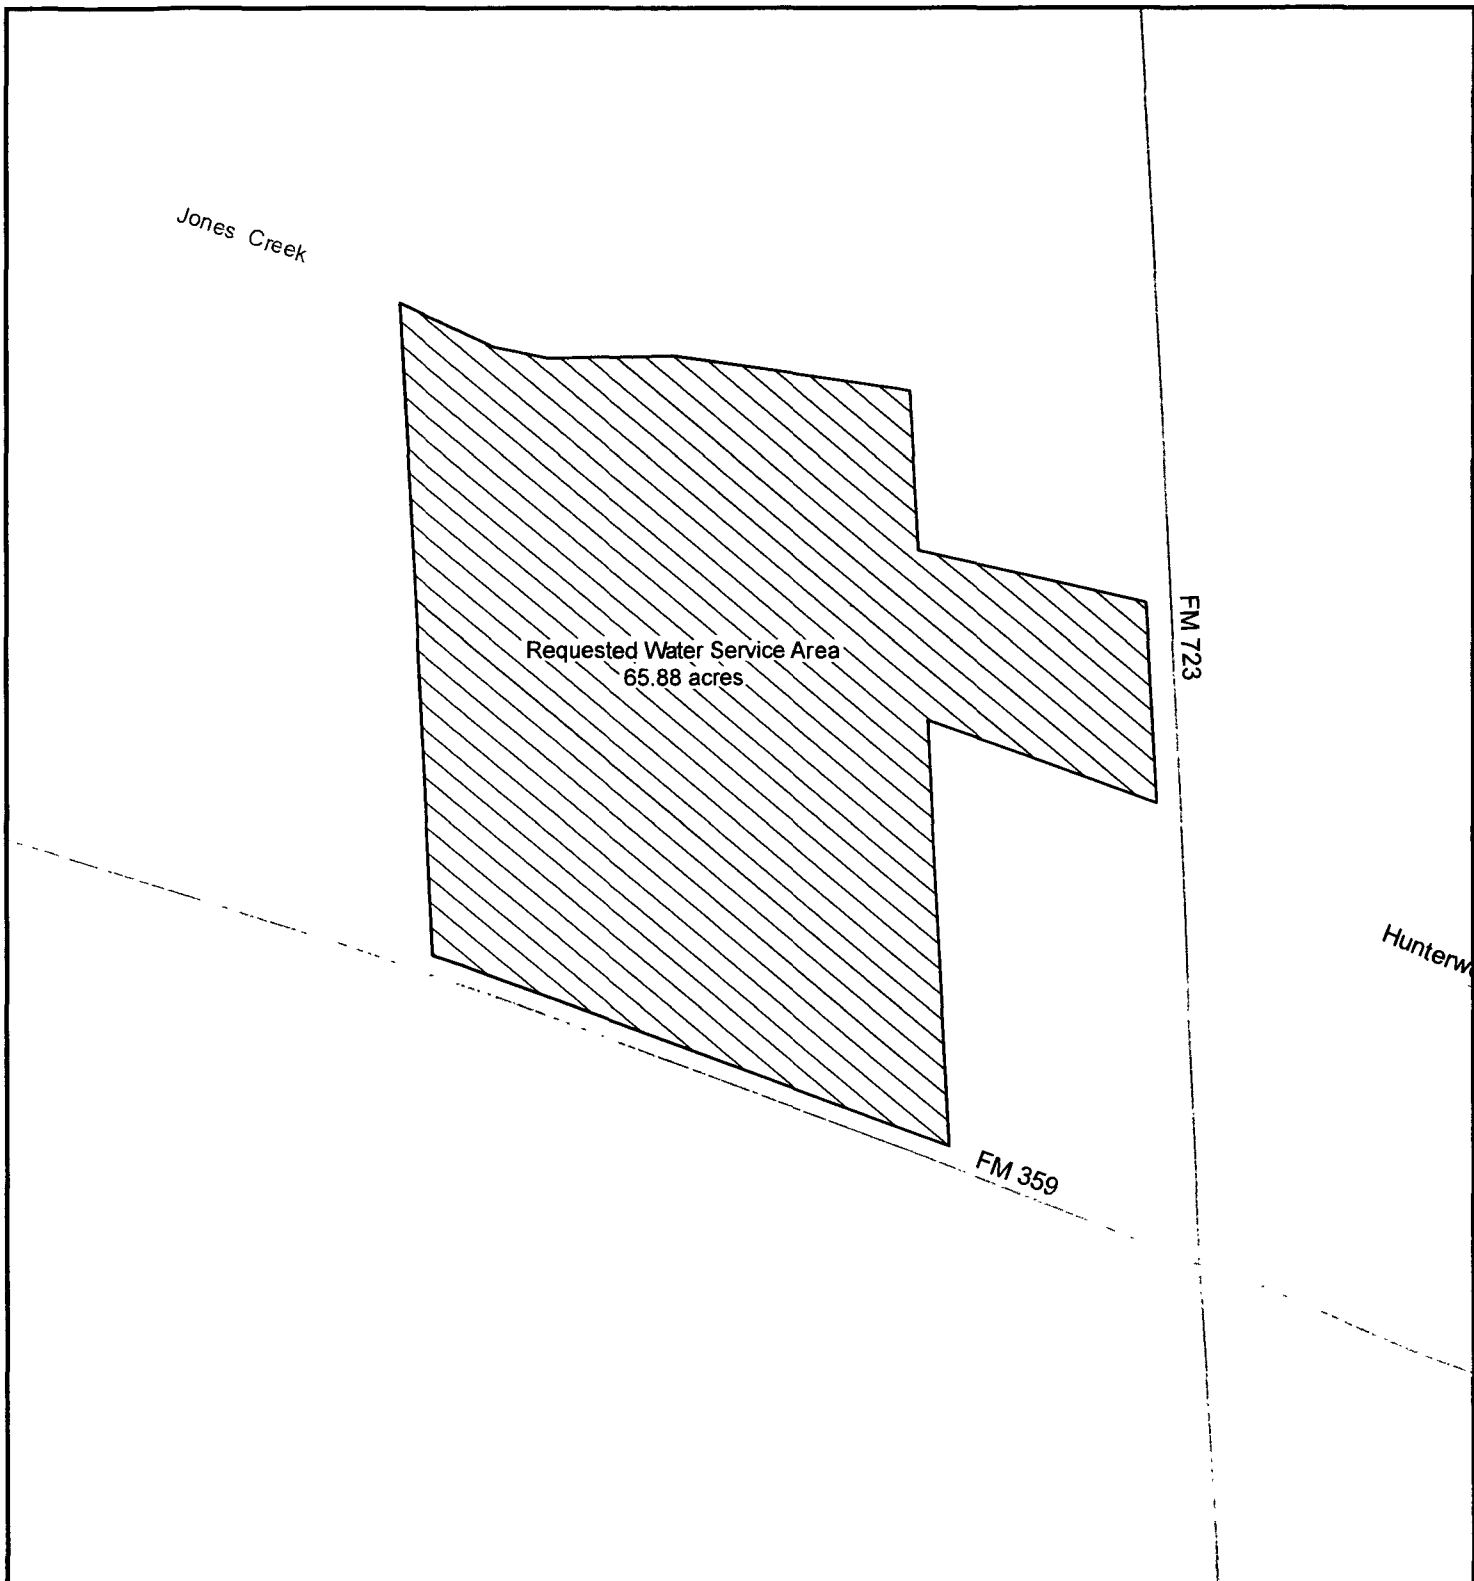 Jones Creek
FM 723
Requested Water Service Area
65.88 acres
FM 359